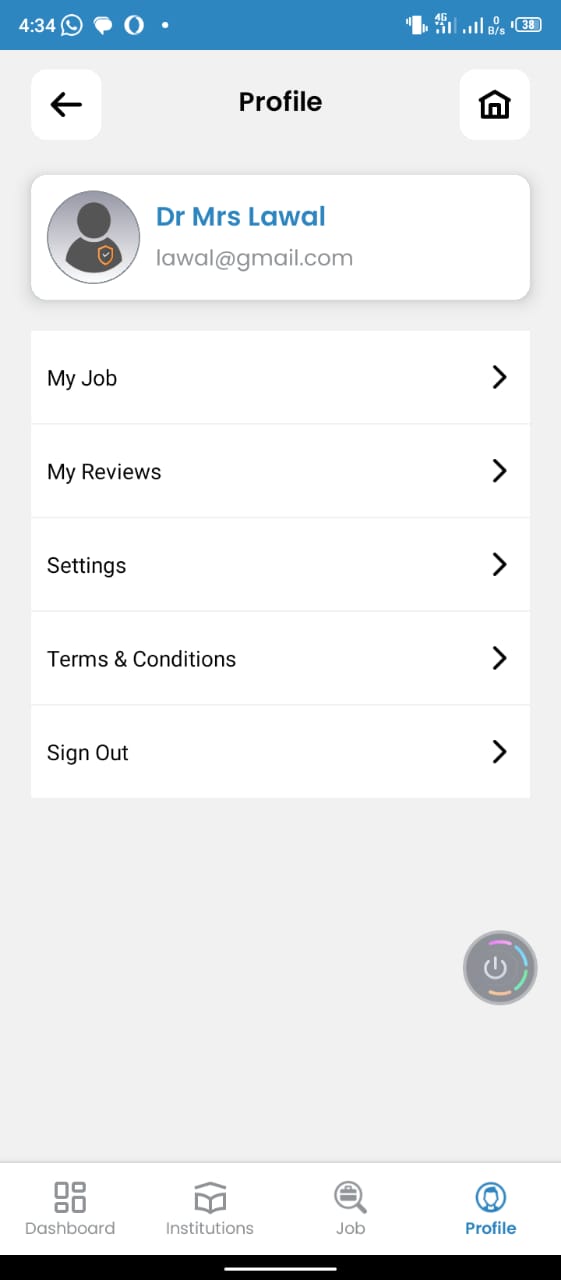 4:34
4G
0
B/s
38
Profile
Dr Mrs Lawal
lawal@gmail.com
My Job
My Reviews
Settings
Terms & Conditions
Sign Out
Dashboard
Institutions
Job
Profile